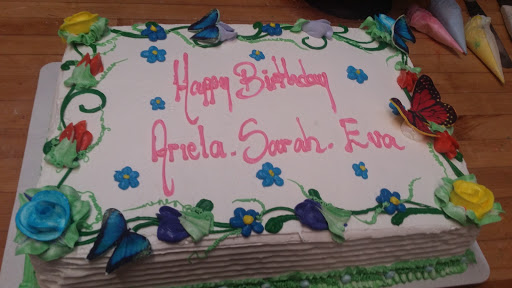 Happy Birthday
Ariela. Sarah. Eva